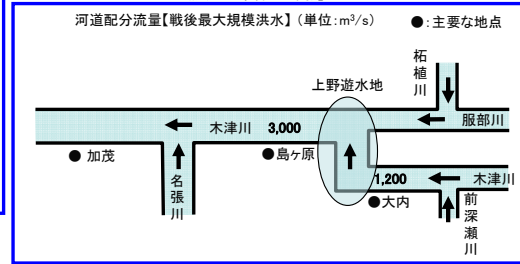 河道配分流量【戦後最大規模洪水】（単位：m³/s）
●：主要な地点
柘植川
上野遊水地
服部川
木津川 3,000
● 加茂
● 島ヶ原
名張川
1,200
木津川
● 大内
前深瀬川